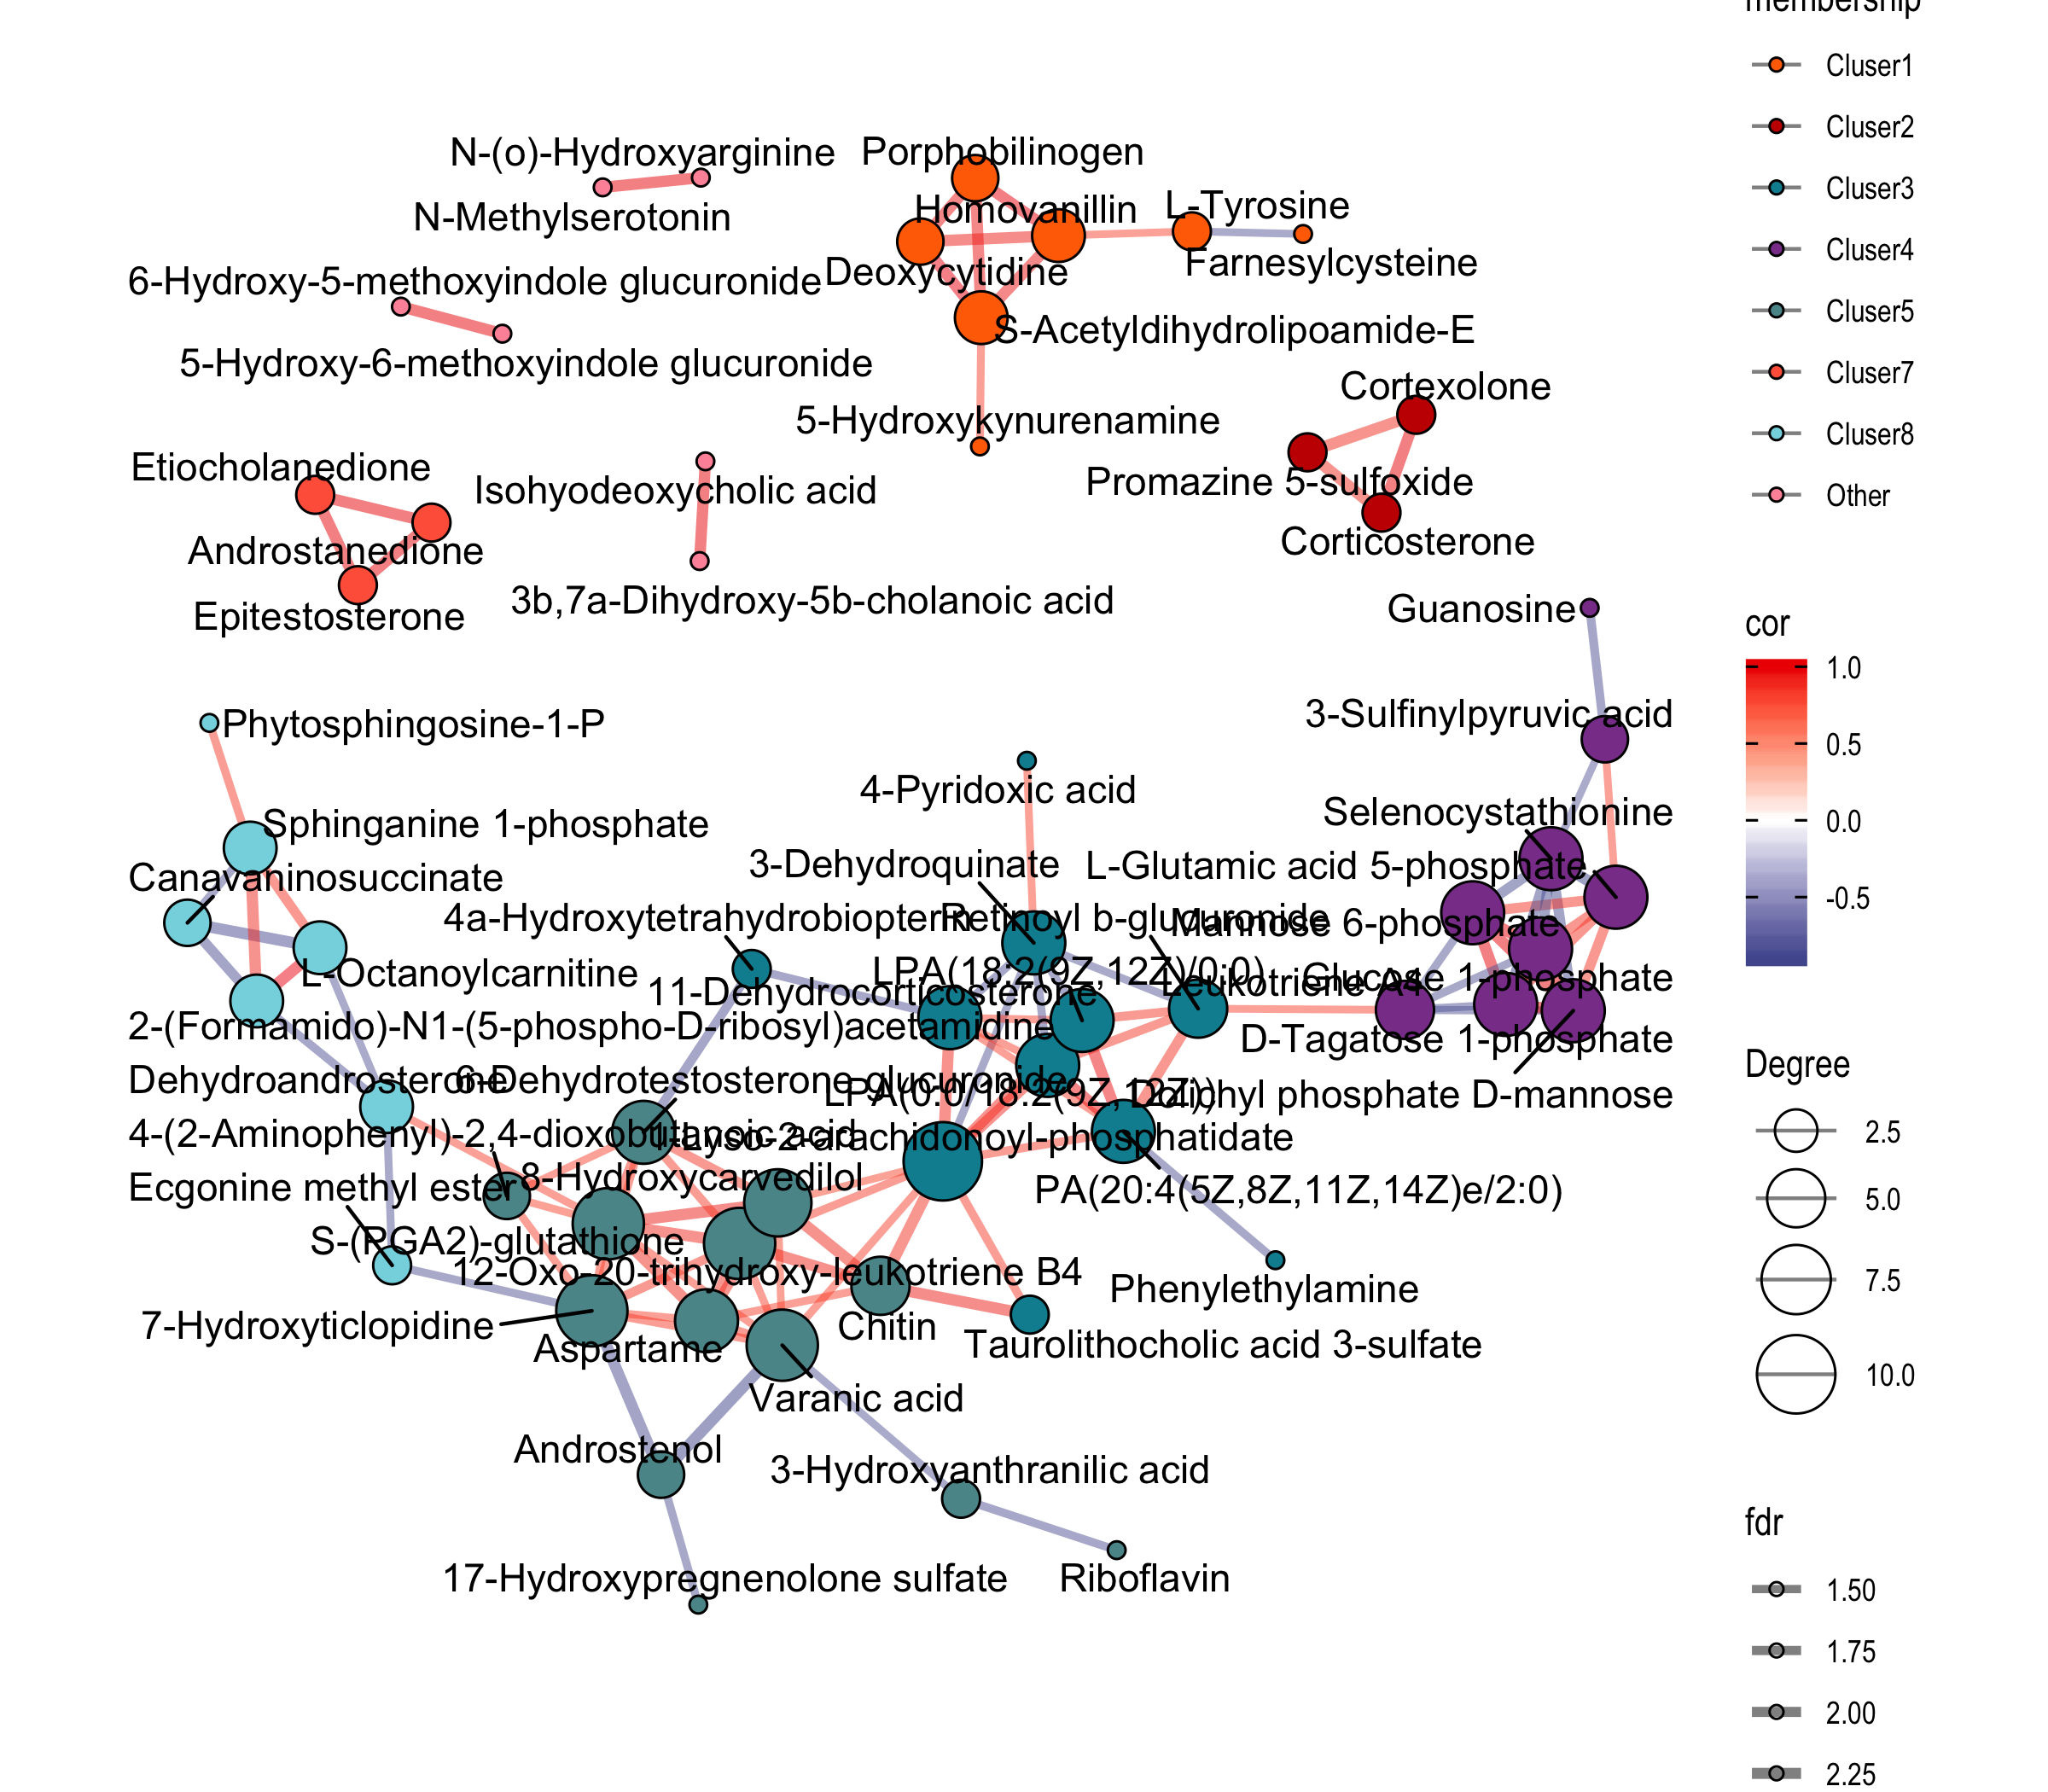 membership
Cluser1
Cluser2
Cluser3
Cluser4
Cluser5
Cluser7
Cluser8
Other
N-(o)-Hydroxyarginine
Porphobilinogen
N-Methylserotonin
Homovanillin
L-Tyrosine
6-Hydroxy-5-methoxyindole glucuronide
Deoxycytidine
Farnesylcysteine
5-Hydroxy-6-methoxyindole glucuronide
S-Acetyldihydrolipoamide-E
Cortexolone
5-Hydroxykynurenamine
Etiocholanedione
Isohyodeoxycholic acid
Promazine 5-sulfoxide
Androstanedione
Corticosterone
Epitestosterone
3b,7a-Dihydroxy-5b-cholanoic acid
Guanosine
cor
1.0
0.5
0.0
-0.5
Phytosphingosine-1-P
3-Sulfinylpyruvic acid
4-Pyridoxic acid
Sphinganine 1-phosphate
Selenocystathionine
Canavaninosuccinate
3-Dehydroquinate
L-Glutamic acid 5-phosphate
4a-Hydroxytetrahydrobiopterin
Retinoyl b-glucuronide
Mannose 6-phosphate
L-Octanoylcarnitine
LPA(18:2(9Z,12Z)/0:0)
11-Dehydrocorticosterone
Leukotriene A4
Glucose 1-phosphate
2-(Formamido)-N1-(5-phospho-D-ribosyl)acetamidine
D-Tagatose 1-phosphate
Dehydroandrosterone
6-Dehydrotestosterone glucuronide
LPA(0:0/18:2(9Z,12Z))
Dolichyl phosphate D-mannose
4-(2-Aminophenyl)-2,4-dioxobutanoic acid
1-Lyso-2-arachidonoyl-phosphatidate
Ecgonine methyl ester
8-Hydroxycarvedilol
PA(20:4(5Z,8Z,11Z,14Z)e/2:0)
S-(PGA2)-glutathione
12-Oxo-20-trihydroxy-leukotriene B4
Phenylethylamine
7-Hydroxyticlopidine
Aspartame
Chitin
Taurolithocholic acid 3-sulfate
Varanic acid
Androstenol
3-Hydroxyanthranilic acid
17-Hydroxypregnenolone sulfate
Riboflavin
Degree
2.5
5.0
7.5
10.0
fdr
1.50
1.75
2.00
2.25